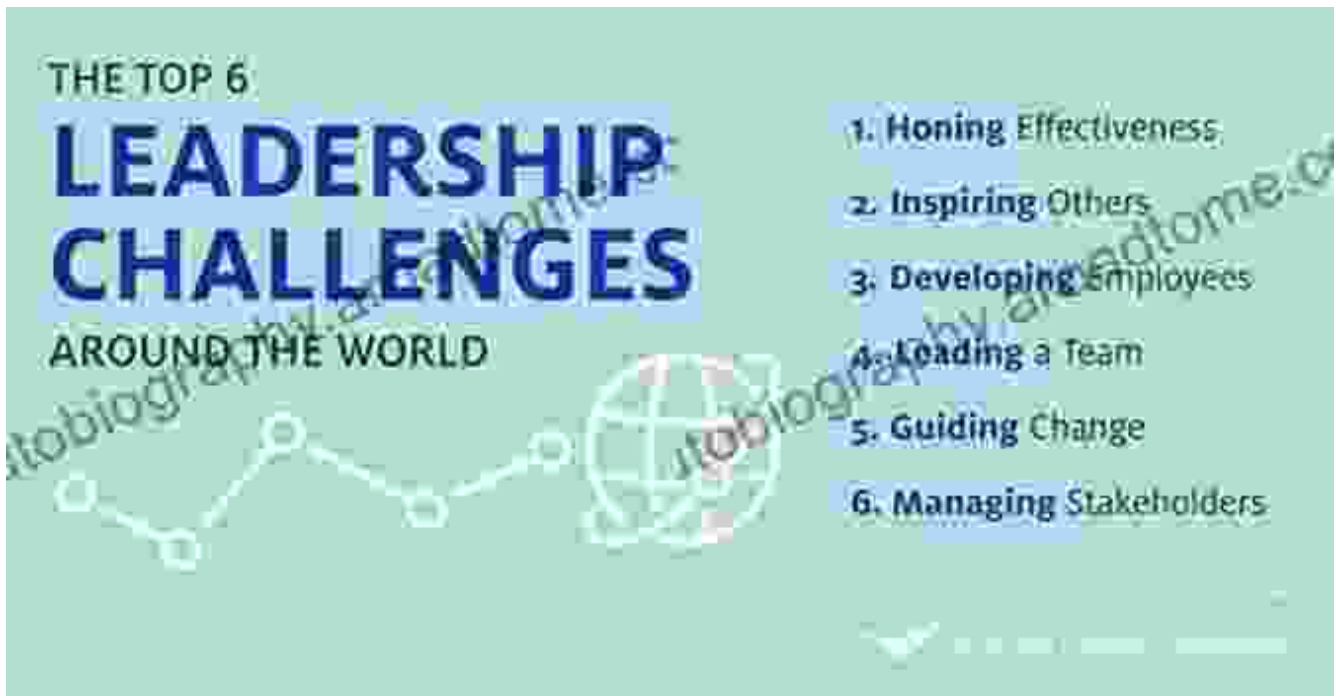 THE TOP 6
LEADERSHIP
CHALLENGES
AROUND THE WORLD
1. Honing Effectiveness
2. Inspiring Others
3. Developing Employees
4. Leading a Team
5. Guiding Change
6. Managing Stakeholders